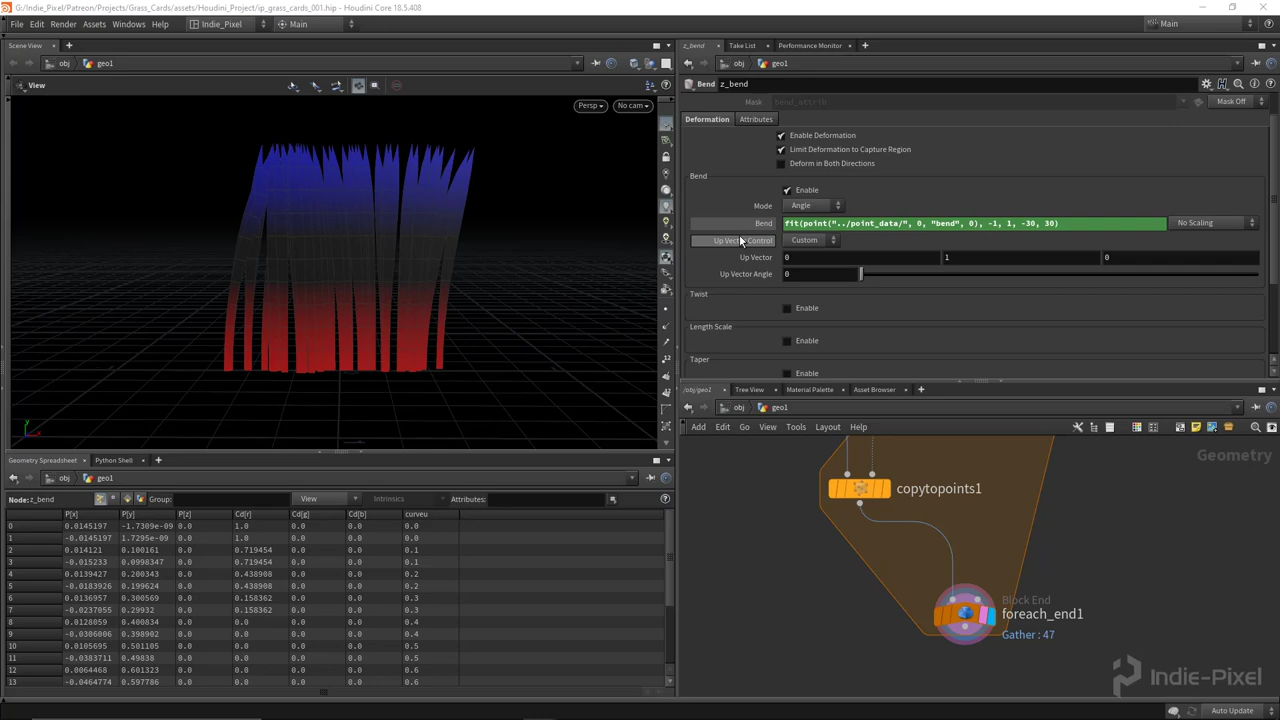 G:/Indie_Pixel/Patreon/Projects/Grass_Cards/assets/Houdini_Project/ip_grass_cards_001.hip - Houdini Core 18.5.408
File Edit Render Assets Windows Help Indie_Pixel Main Main
Scene View
obj geo1
View
Persp No cam
z_bend Take List Performance Monitor
obj geo1
Bend z_bend
Mask bend_attrib Mask Off
Deformation Attributes
Enable Deformation
Limit Deformation to Capture Region
Deform in Both Directions
Bend
Enable
Mode Angle
Bend fit(point("../point_data/", 0, "bend", 0), -1, 1, -30, 30) No Scaling
Up Vector Control Custom
Up Vector 0 1 0
Up Vector Angle 0
Twist
Enable
Length Scale
Enable
Taper
Enable
/obj/geo1 Tree View Material Palette Asset Browser
obj geo1
Add Edit Go View Tools Layout Help
Geometry
copytopoints1
Block End
foreach_end1
Gather : 47
Indie-Pixel
Geometry Spreadsheet Python Shell
obj geo1
Node: z_bend Group: View Intrinsics Attributes:
P[x] P[y] P[z] Cd[r] Cd[g] Cd[b] curveu
0 0.0145197 -1.7309e-09 0.0 1.0 0.0 0.0 0.0
1 -0.0145197 1.7295e-09 0.0 1.0 0.0 0.0 0.0
2 0.014121 0.100161 0.0 0.719454 0.0 0.0 0.1
3 -0.015233 0.0998347 0.0 0.719454 0.0 0.0 0.1
4 0.0139427 0.200343 0.0 0.438908 0.0 0.0 0.2
5 -0.0183926 0.199624 0.0 0.438908 0.0 0.0 0.2
6 0.0136957 0.300569 0.0 0.158362 0.0 0.0 0.3
7 -0.0237055 0.29932 0.0 0.158362 0.0 0.0 0.3
8 0.0128659 0.400834 0.0 0.0 0.0 0.0 0.4
9 -0.0306006 0.398902 0.0 0.0 0.0 0.0 0.4
10 0.0105695 0.501105 0.0 0.0 0.0 0.0 0.5
11 -0.0383711 0.49838 0.0 0.0 0.0 0.0 0.5
12 0.0064468 0.601323 0.0 0.0 0.0 0.0 0.6
13 -0.0464774 0.597786 0.0 0.0 0.0 0.0 0.6
Auto Update